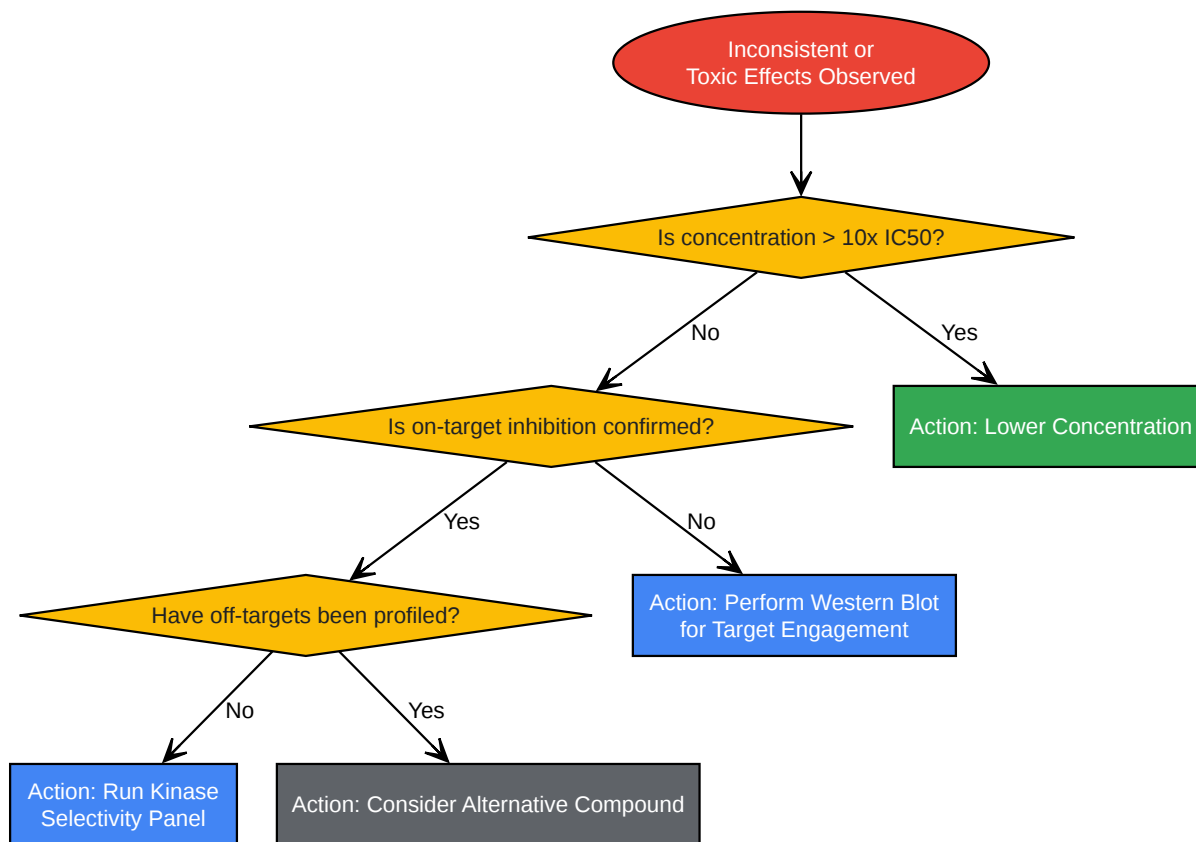 Inconsistent or
Toxic Effects Observed
Is concentration > 10x IC50?
No
Yes
Is on-target inhibition confirmed?
Action: Lower Concentration
Yes
No
Have off-targets been profiled?
Action: Perform Western Blot
for Target Engagement
No
Yes
Action: Run Kinase
Selectivity Panel
Action: Consider Alternative Compound